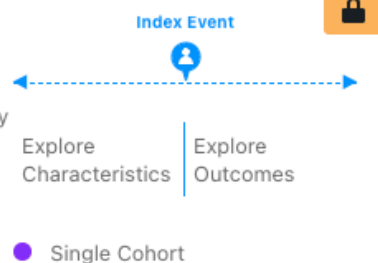 Index Event
y
Explore
Characteristics
Explore
Outcomes
Single Cohort